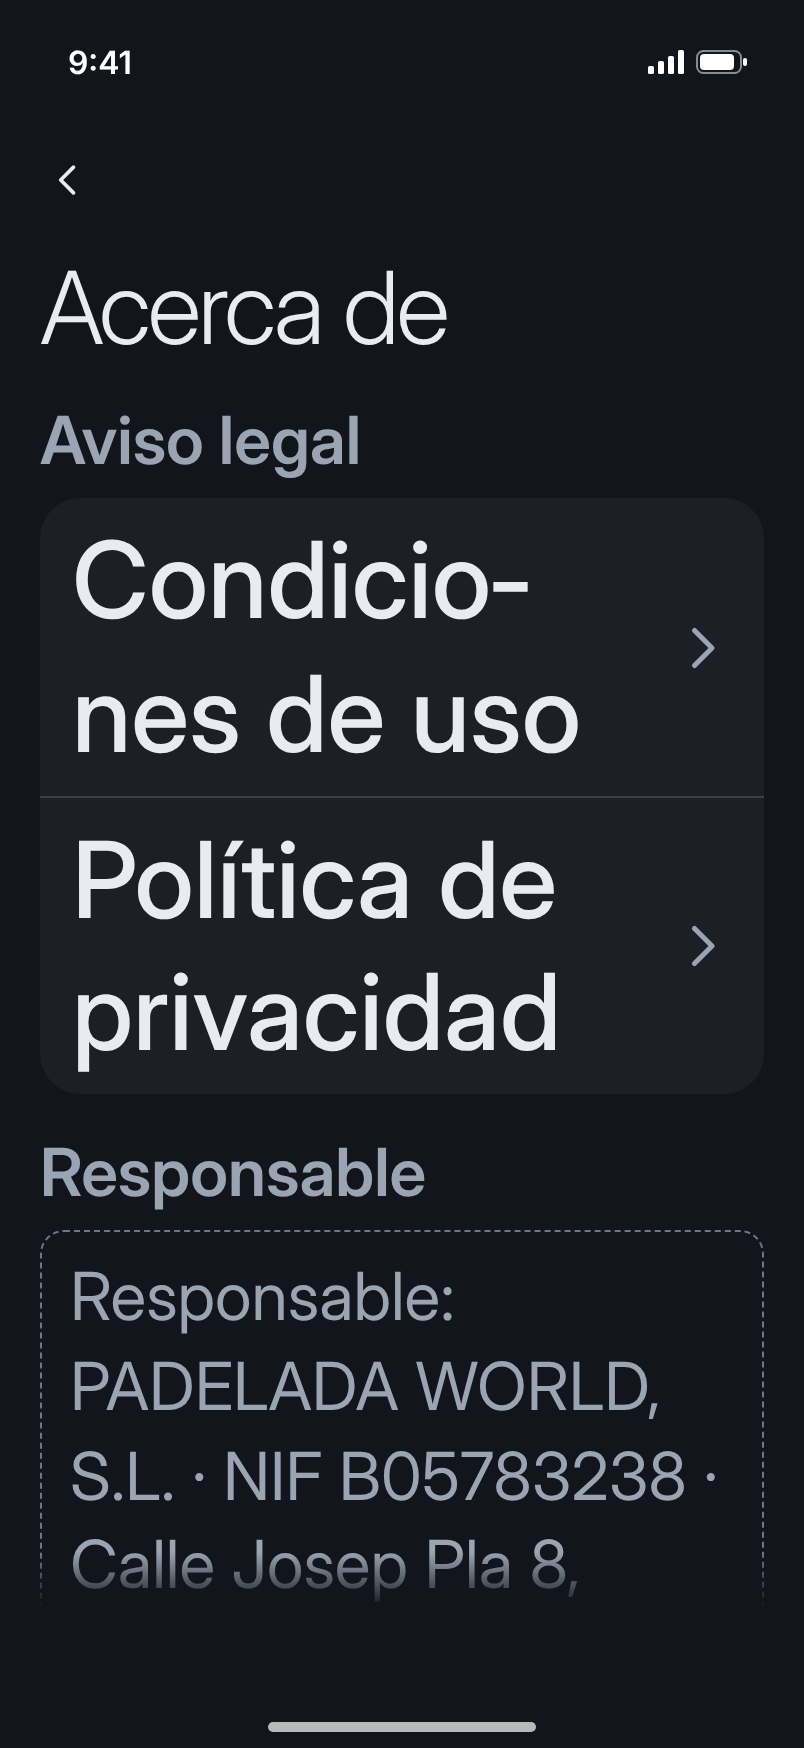 9:41
Acerca de
Aviso legal
Condicio-
nes de uso
Política de
privacidad
Responsable
Responsable:
PADELADA WORLD,
S.L. · NIF B05783238 ·
Calle Josep Pla 8,